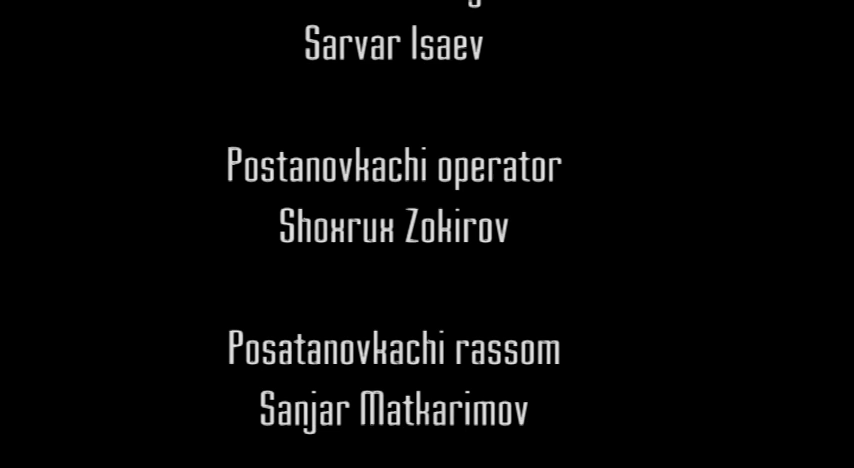 Sarvar Isaev
Postanovkachi operator
Shoxrux Zokirov
Posatanovkachi rassom
Sanjar Matkarimov